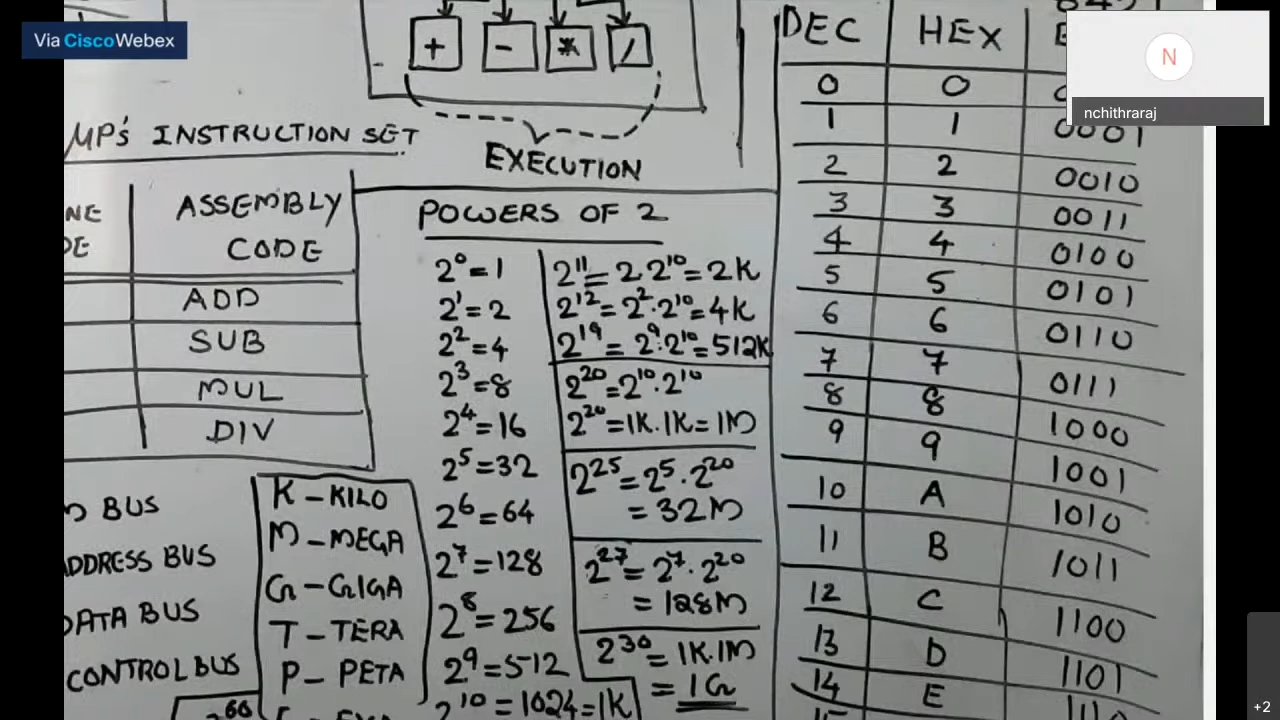 Via Cisco Webex
N
nchithraraj
+ - * /
EXECUTION
MP's INSTRUCTION SET
ASSEMBLY
CODE
ADD
SUB
MUL
DIV
BUS
ADDRESS BUS
DATA BUS
CONTROL BUS
K - KILO
M - MEGA
G - GIGA
T - TERA
P - PETA
POWERS OF 2
2⁰ = 1
2¹ = 2
2² = 4
2³ = 8
2⁴ = 16
2⁵ = 32
2⁶ = 64
2⁷ = 128
2⁸ = 256
2⁹ = 512
2¹⁰ = 1024 = 1K
2¹¹ = 2·2¹⁰ = 2K
2¹² = 2²·2¹⁰ = 4K
2¹⁹ = 2⁹·2¹⁰ = 512K
2²⁰ = 2¹⁰·2¹⁰
2²⁰ = 1K·1K = 1M
2²⁵ = 2⁵·2²⁰
= 32M
2²⁷ = 2⁷·2²⁰
= 128M
2³⁰ = 1K·1M
= 1G
DEC HEX
0 0
1 1 0001
2 2 0010
3 3 0011
4 4 0100
5 5 0101
6 6 0110
7 7 0111
8 8 1000
9 9 1001
10 A 1010
11 B 1011
12 C 1100
13 D 1101
14 E 1110
+2